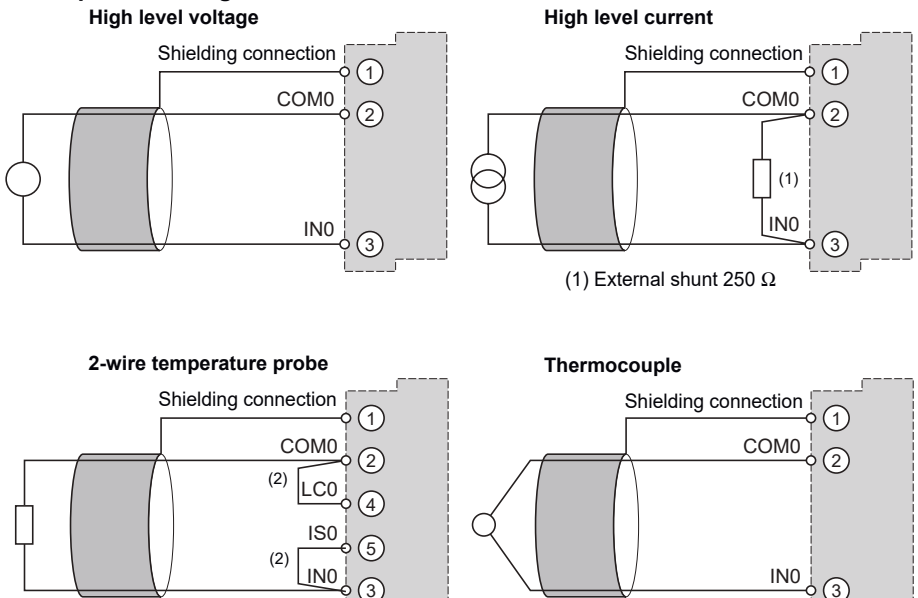 High level voltage
Shielding connection
1
COM0
2
IN0
3
High level current
Shielding connection
1
COM0
2
(1)
IN0
3
(1) External shunt 250 Ω
2-wire temperature probe
Shielding connection
1
COM0
2
(2)
LC0
4
IS0
5
(2)
IN0
3
Thermocouple
Shielding connection
1
COM0
2
IN0
3